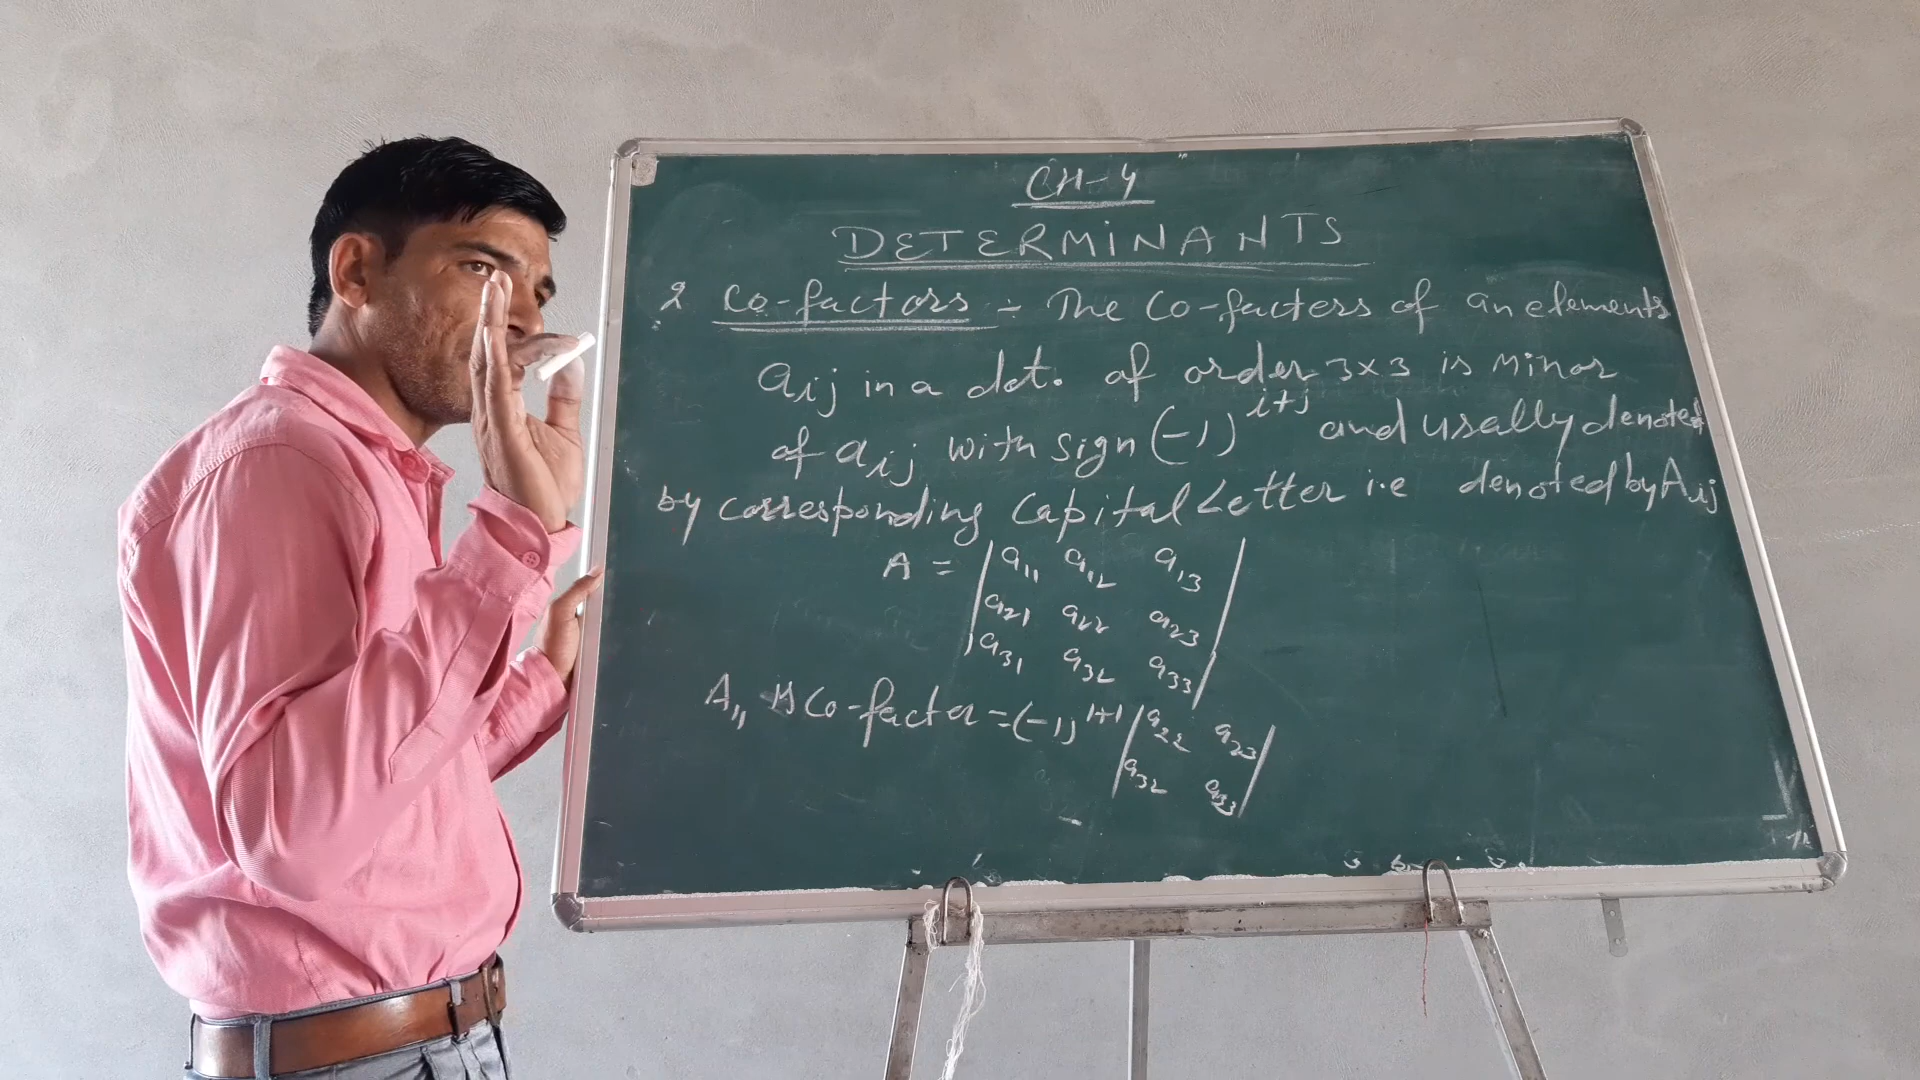 CH-4
DETERMINANTS
2 Co-factors :- The Co-facters of an elements
aij in a det. of order 3x3 is minor
of aij with sign (-1)^i+j and usally denoted
by corresponding Capital Letter i.e denoted by Aij
A = | a11 a12 a13 |
| a21 a22 a23 |
| a31 a32 a33 |
A11 is Co-facter = (-1)^1+1 | a22 a23 |
| a32 a33 |